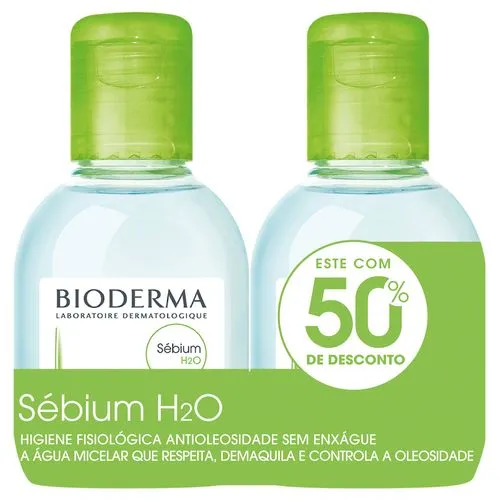 BIODERMA
LABORATOIRE DERMATOLOGIQUE
Sébium
H2O
ESTE COM
50%
DE DESCONTO
Sébium H2O
HIGIENE FISIOLÓGICA ANTIOLEOSIDADE SEM ENXÁGUE
A ÁGUA MICELAR QUE RESPEITA, DEMAQUILA E CONTROLA A OLEOSIDADE